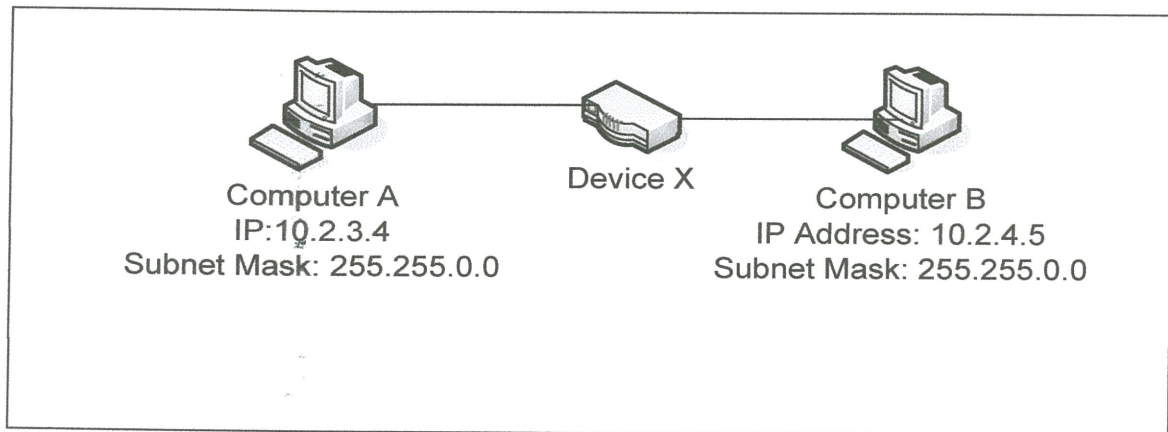 Computer A
IP:10.2.3.4
Subnet Mask: 255.255.0.0
Device X
Computer B
IP Address: 10.2.4.5
Subnet Mask: 255.255.0.0